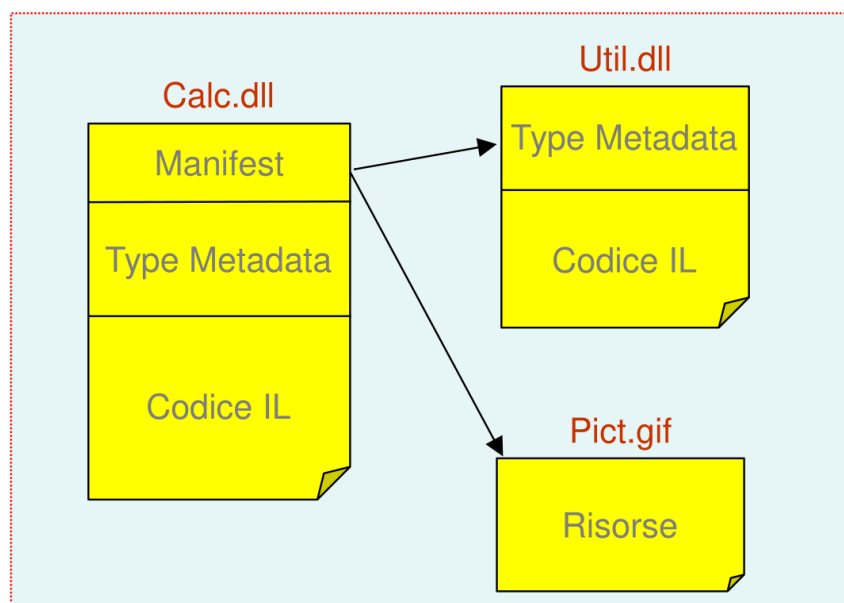 Calc.dll
Manifest
Type Metadata
Codice IL
Util.dll
Type Metadata
Codice IL
Pict.gif
Risorse